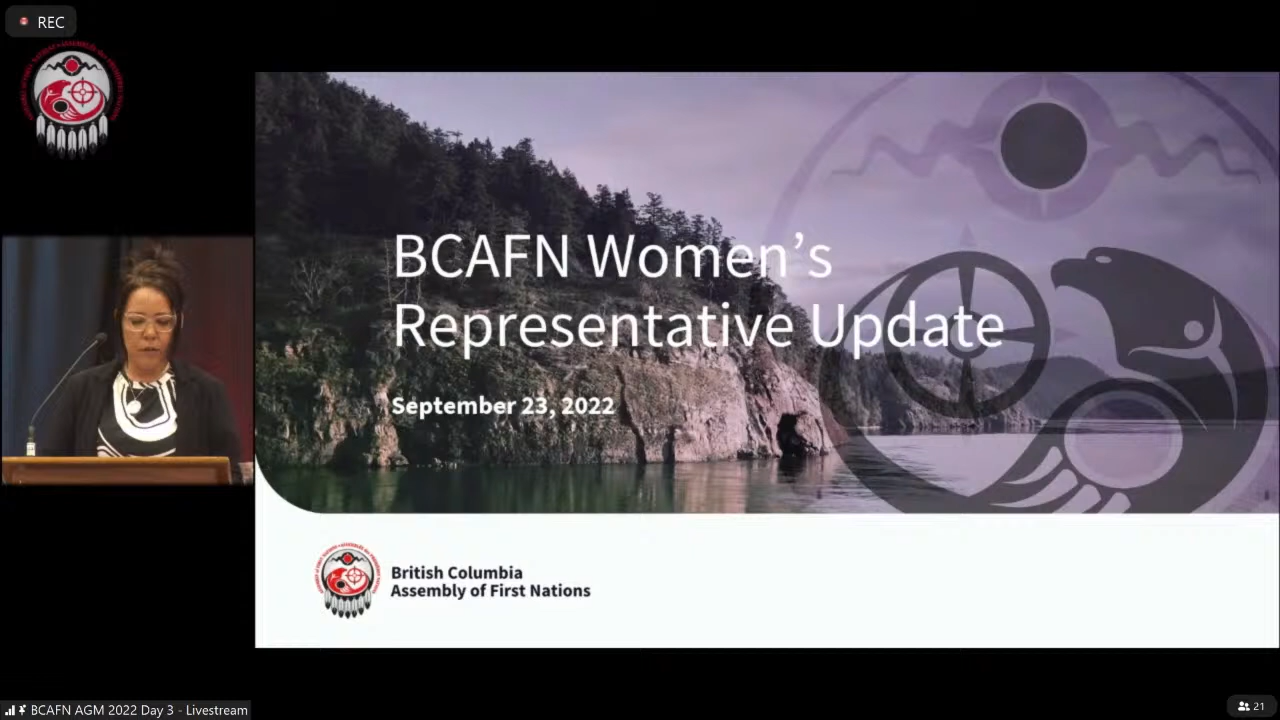 REC
BCAFN Women's
Representative Update
September 23, 2022
British Columbia
Assembly of First Nations
BCAFN AGM 2022 Day 3 - Livestream
21